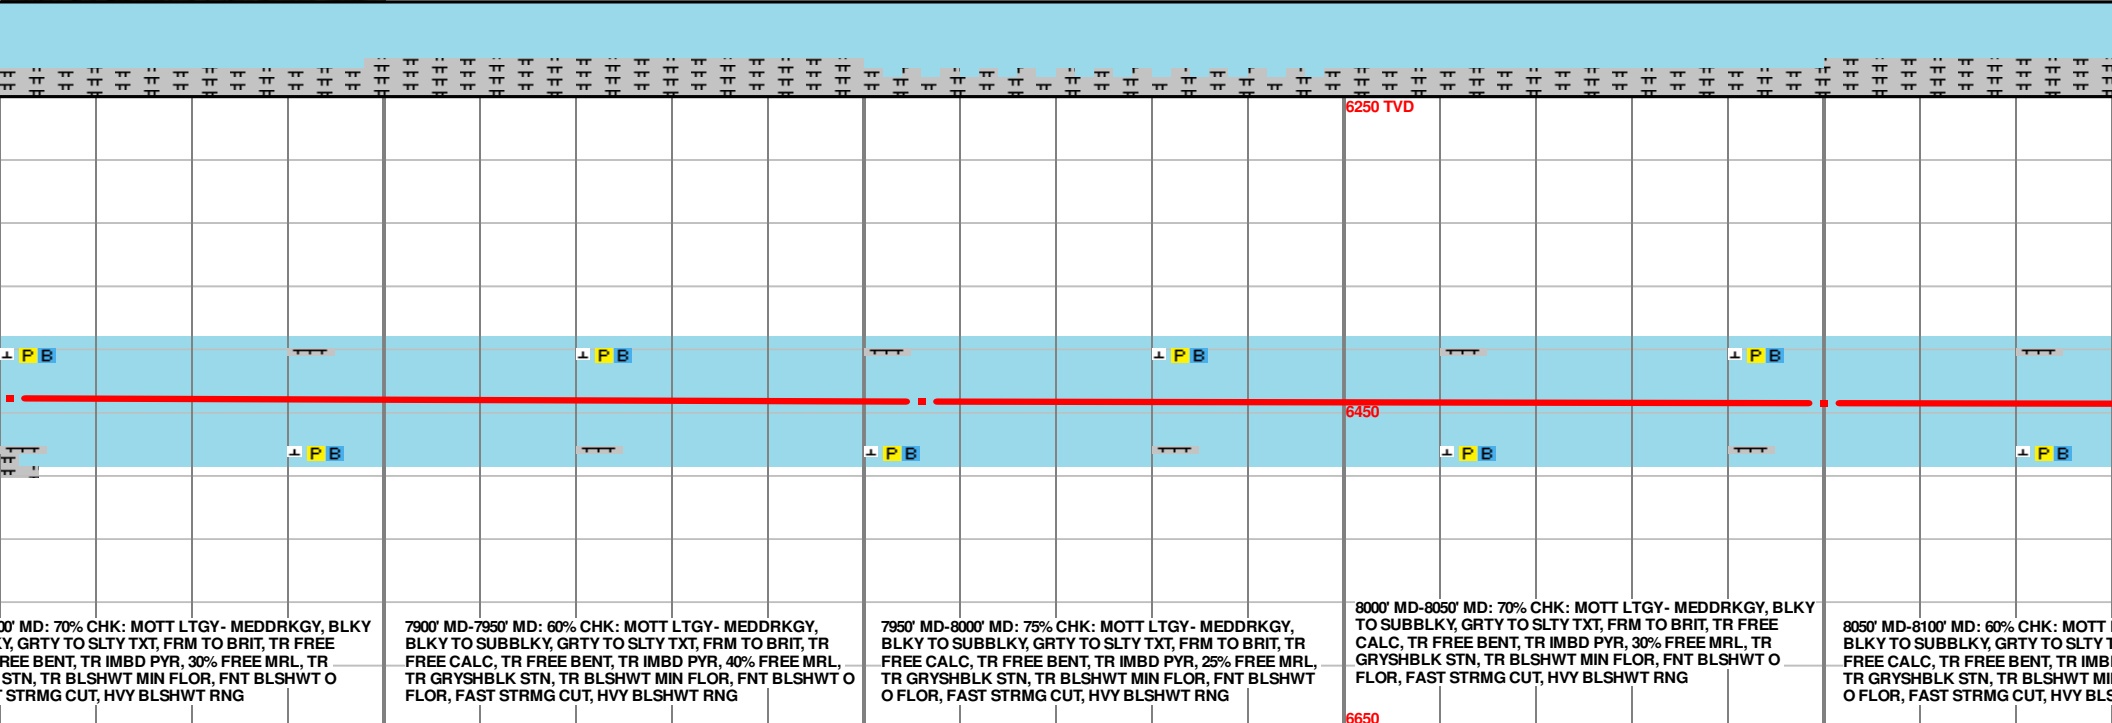 6250 TVD
P B
P B
P B
P B
6450
P B
P B
P B
P B
0' MD: 70% CHK: MOTT LTGY- MEDDRKGY, BLKY
Y, GRTY TO SLTY TXT, FRM TO BRIT, TR FREE
REE BENT, TR IMBD PYR, 30% FREE MRL, TR
STN, TR BLSHWT MIN FLOR, FNT BLSHWT O
T STRMG CUT, HVY BLSHWT RNG
7900' MD-7950' MD: 60% CHK: MOTT LTGY- MEDDRKGY,
BLKY TO SUBBLKY, GRTY TO SLTY TXT, FRM TO BRIT, TR
FREE CALC, TR FREE BENT, TR IMBD PYR, 40% FREE MRL,
TR GRYSHBLK STN, TR BLSHWT MIN FLOR, FNT BLSHWT O
FLOR, FAST STRMG CUT, HVY BLSHWT RNG
7950' MD-8000' MD: 75% CHK: MOTT LTGY- MEDDRKGY,
BLKY TO SUBBLKY, GRTY TO SLTY TXT, FRM TO BRIT, TR
FREE CALC, TR FREE BENT, TR IMBD PYR, 25% FREE MRL,
TR GRYSHBLK STN, TR BLSHWT MIN FLOR, FNT BLSHWT
O FLOR, FAST STRMG CUT, HVY BLSHWT RNG
8000' MD-8050' MD: 70% CHK: MOTT LTGY- MEDDRKGY, BLKY
TO SUBBLKY, GRTY TO SLTY TXT, FRM TO BRIT, TR FREE
CALC, TR FREE BENT, TR IMBD PYR, 30% FREE MRL, TR
GRYSHBLK STN, TR BLSHWT MIN FLOR, FNT BLSHWT O
FLOR, FAST STRMG CUT, HVY BLSHWT RNG
8050' MD-8100' MD: 60% CHK: MOTT
BLKY TO SUBBLKY, GRTY TO SLTY T
FREE CALC, TR FREE BENT, TR IMB
TR GRYSHBLK STN, TR BLSHWT MI
O FLOR, FAST STRMG CUT, HVY BLS
6650